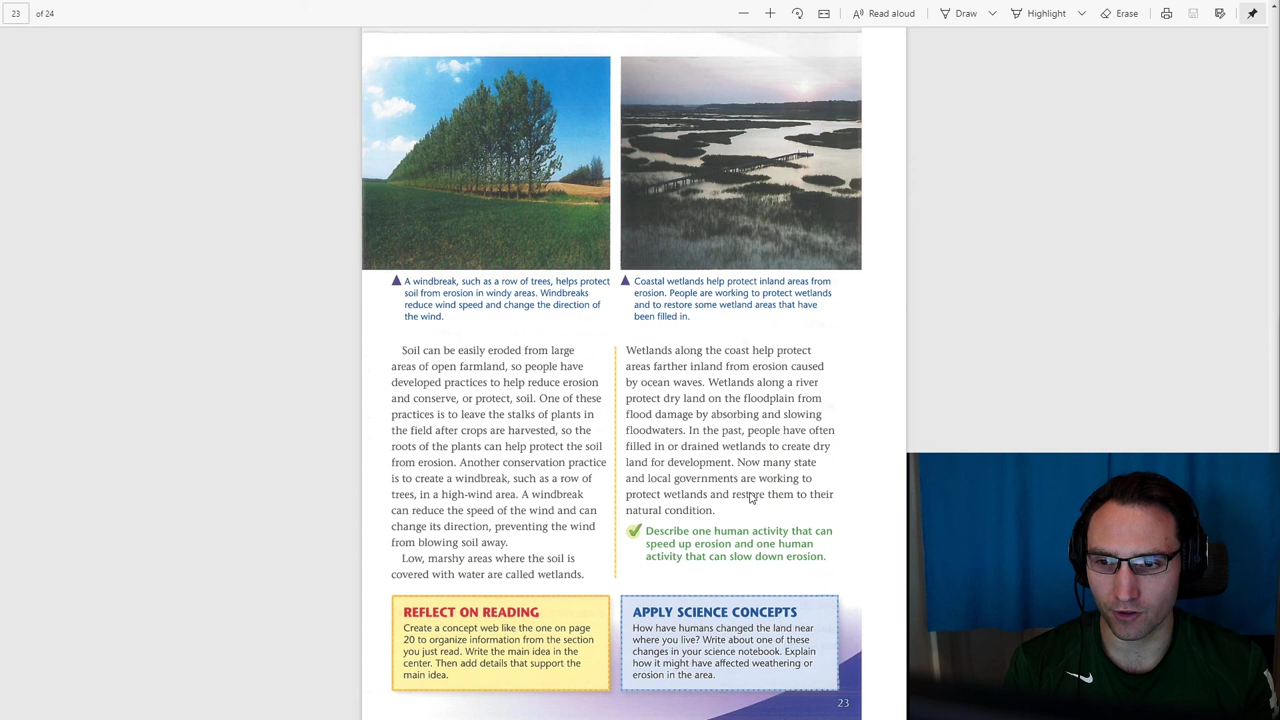 23 of 24
Read aloud
Draw
Highlight
Erase
A windbreak, such as a row of trees, helps protect
soil from erosion in windy areas. Windbreaks
reduce wind speed and change the direction of
the wind.
Coastal wetlands help protect inland areas from
erosion. People are working to protect wetlands
and to restore some wetland areas that have
been filled in.
Soil can be easily eroded from large
areas of open farmland, so people have
developed practices to help reduce erosion
and conserve, or protect, soil. One of these
practices is to leave the stalks of plants in
the field after crops are harvested, so the
roots of the plants can help protect the soil
from erosion. Another conservation practice
is to create a windbreak, such as a row of
trees, in a high-wind area. A windbreak
can reduce the speed of the wind and can
change its direction, preventing the wind
from blowing soil away.
Low, marshy areas where the soil is
covered with water are called wetlands.
Wetlands along the coast help protect
areas farther inland from erosion caused
by ocean waves. Wetlands along a river
protect dry land on the floodplain from
flood damage by absorbing and slowing
floodwaters. In the past, people have often
filled in or drained wetlands to create dry
land for development. Now many state
and local governments are working to
protect wetlands and restore them to their
natural condition.
Describe one human activity that can
speed up erosion and one human
activity that can slow down erosion.
REFLECT ON READING
Create a concept web like the one on page
20 to organize information from the section
you just read. Write the main idea in the
center. Then add details that support the
main idea.
APPLY SCIENCE CONCEPTS
How have humans changed the land near
where you live? Write about one of these
changes in your science notebook. Explain
how it might have affected weathering or
erosion in the area.
23